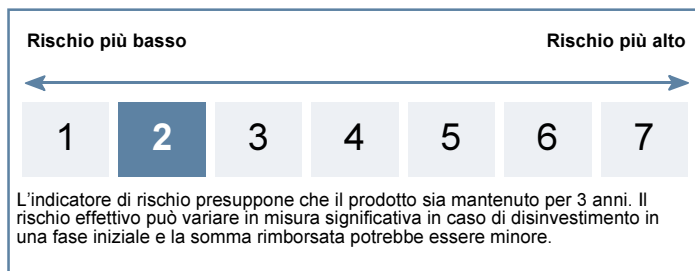 Rischio più basso Rischio più alto
1 2 3 4 5 6 7
L'indicatore di rischio presuppone che il prodotto sia mantenuto per 3 anni. Il
rischio effettivo può variare in misura significativa in caso di disinvestimento in
una fase iniziale e la somma rimborsata potrebbe essere minore.